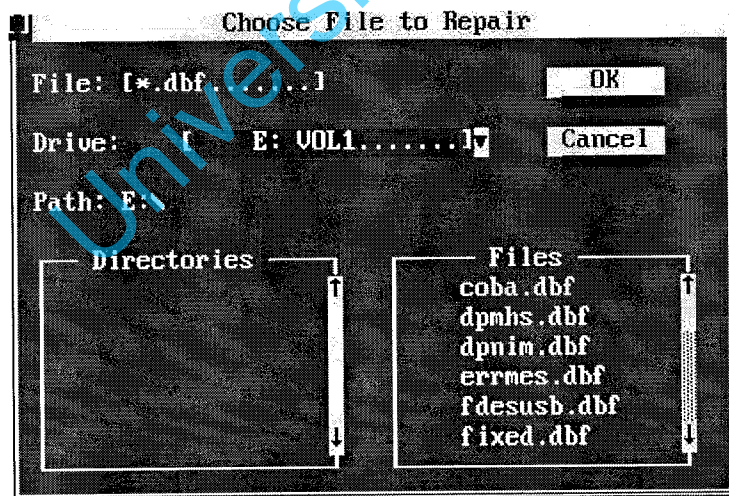 Choose File to Repair
File: [*.dbf.......]
OK
Drive: [ E: VOL1.......]
Cancel
Path: E:\
Directories
Files
coba.dbf
dpmhs.dbf
dpnim.dbf
errmes.dbf
fdesusb.dbf
fixed.dbf
Univers